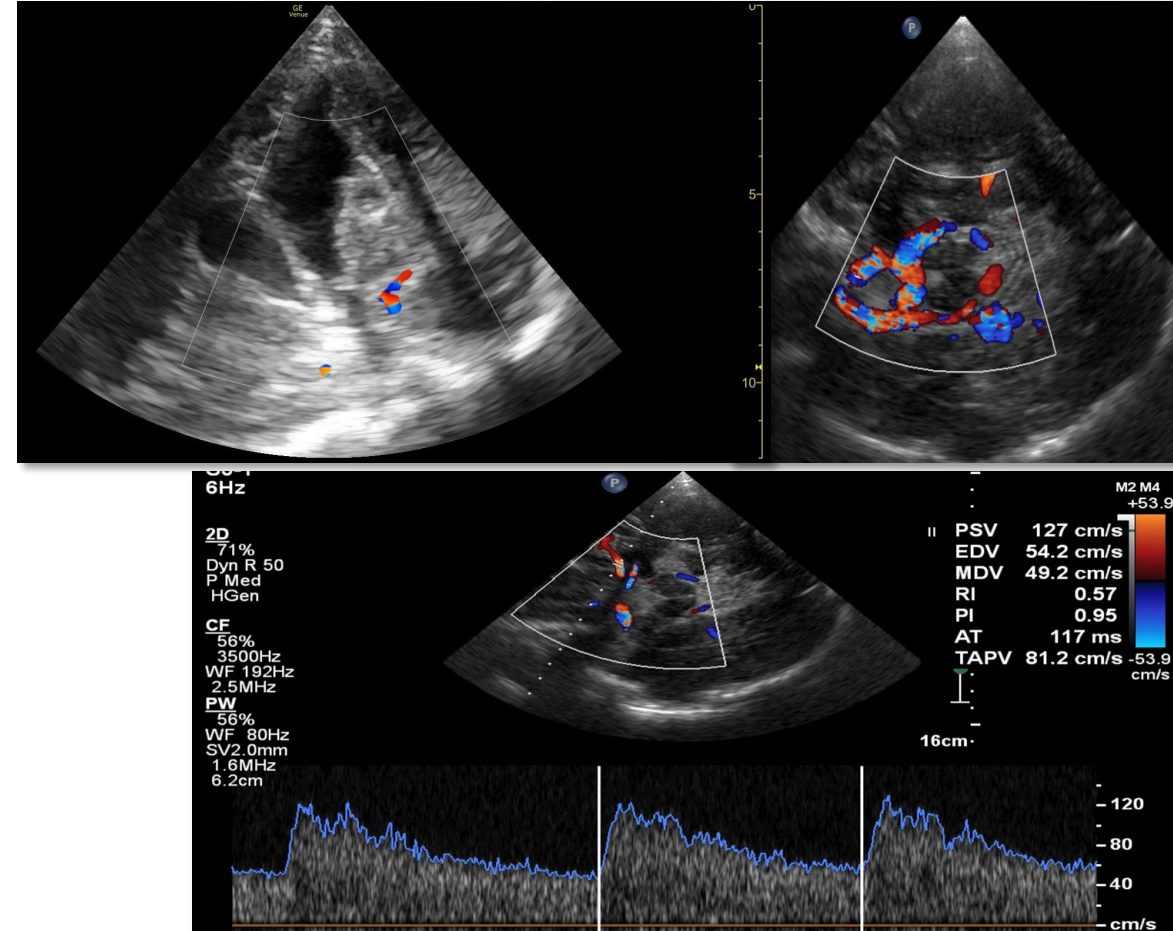 GE
Venue
0
5
10
P
6Hz
2D
71%
Dyn R 50
P Med
HGen
CF
56%
3500Hz
WF 192Hz
2.5MHz
PW
56%
WF 80Hz
SV2.0mm
1.6MHz
6.2cm
P
M2 M4
+53.9
PSV 127 cm/s
EDV 54.2 cm/s
MDV 49.2 cm/s
RI 0.57
PI 0.95
AT 117 ms
TAPV 81.2 cm/s
-53.9
cm/s
16cm
120
80
40
cm/s